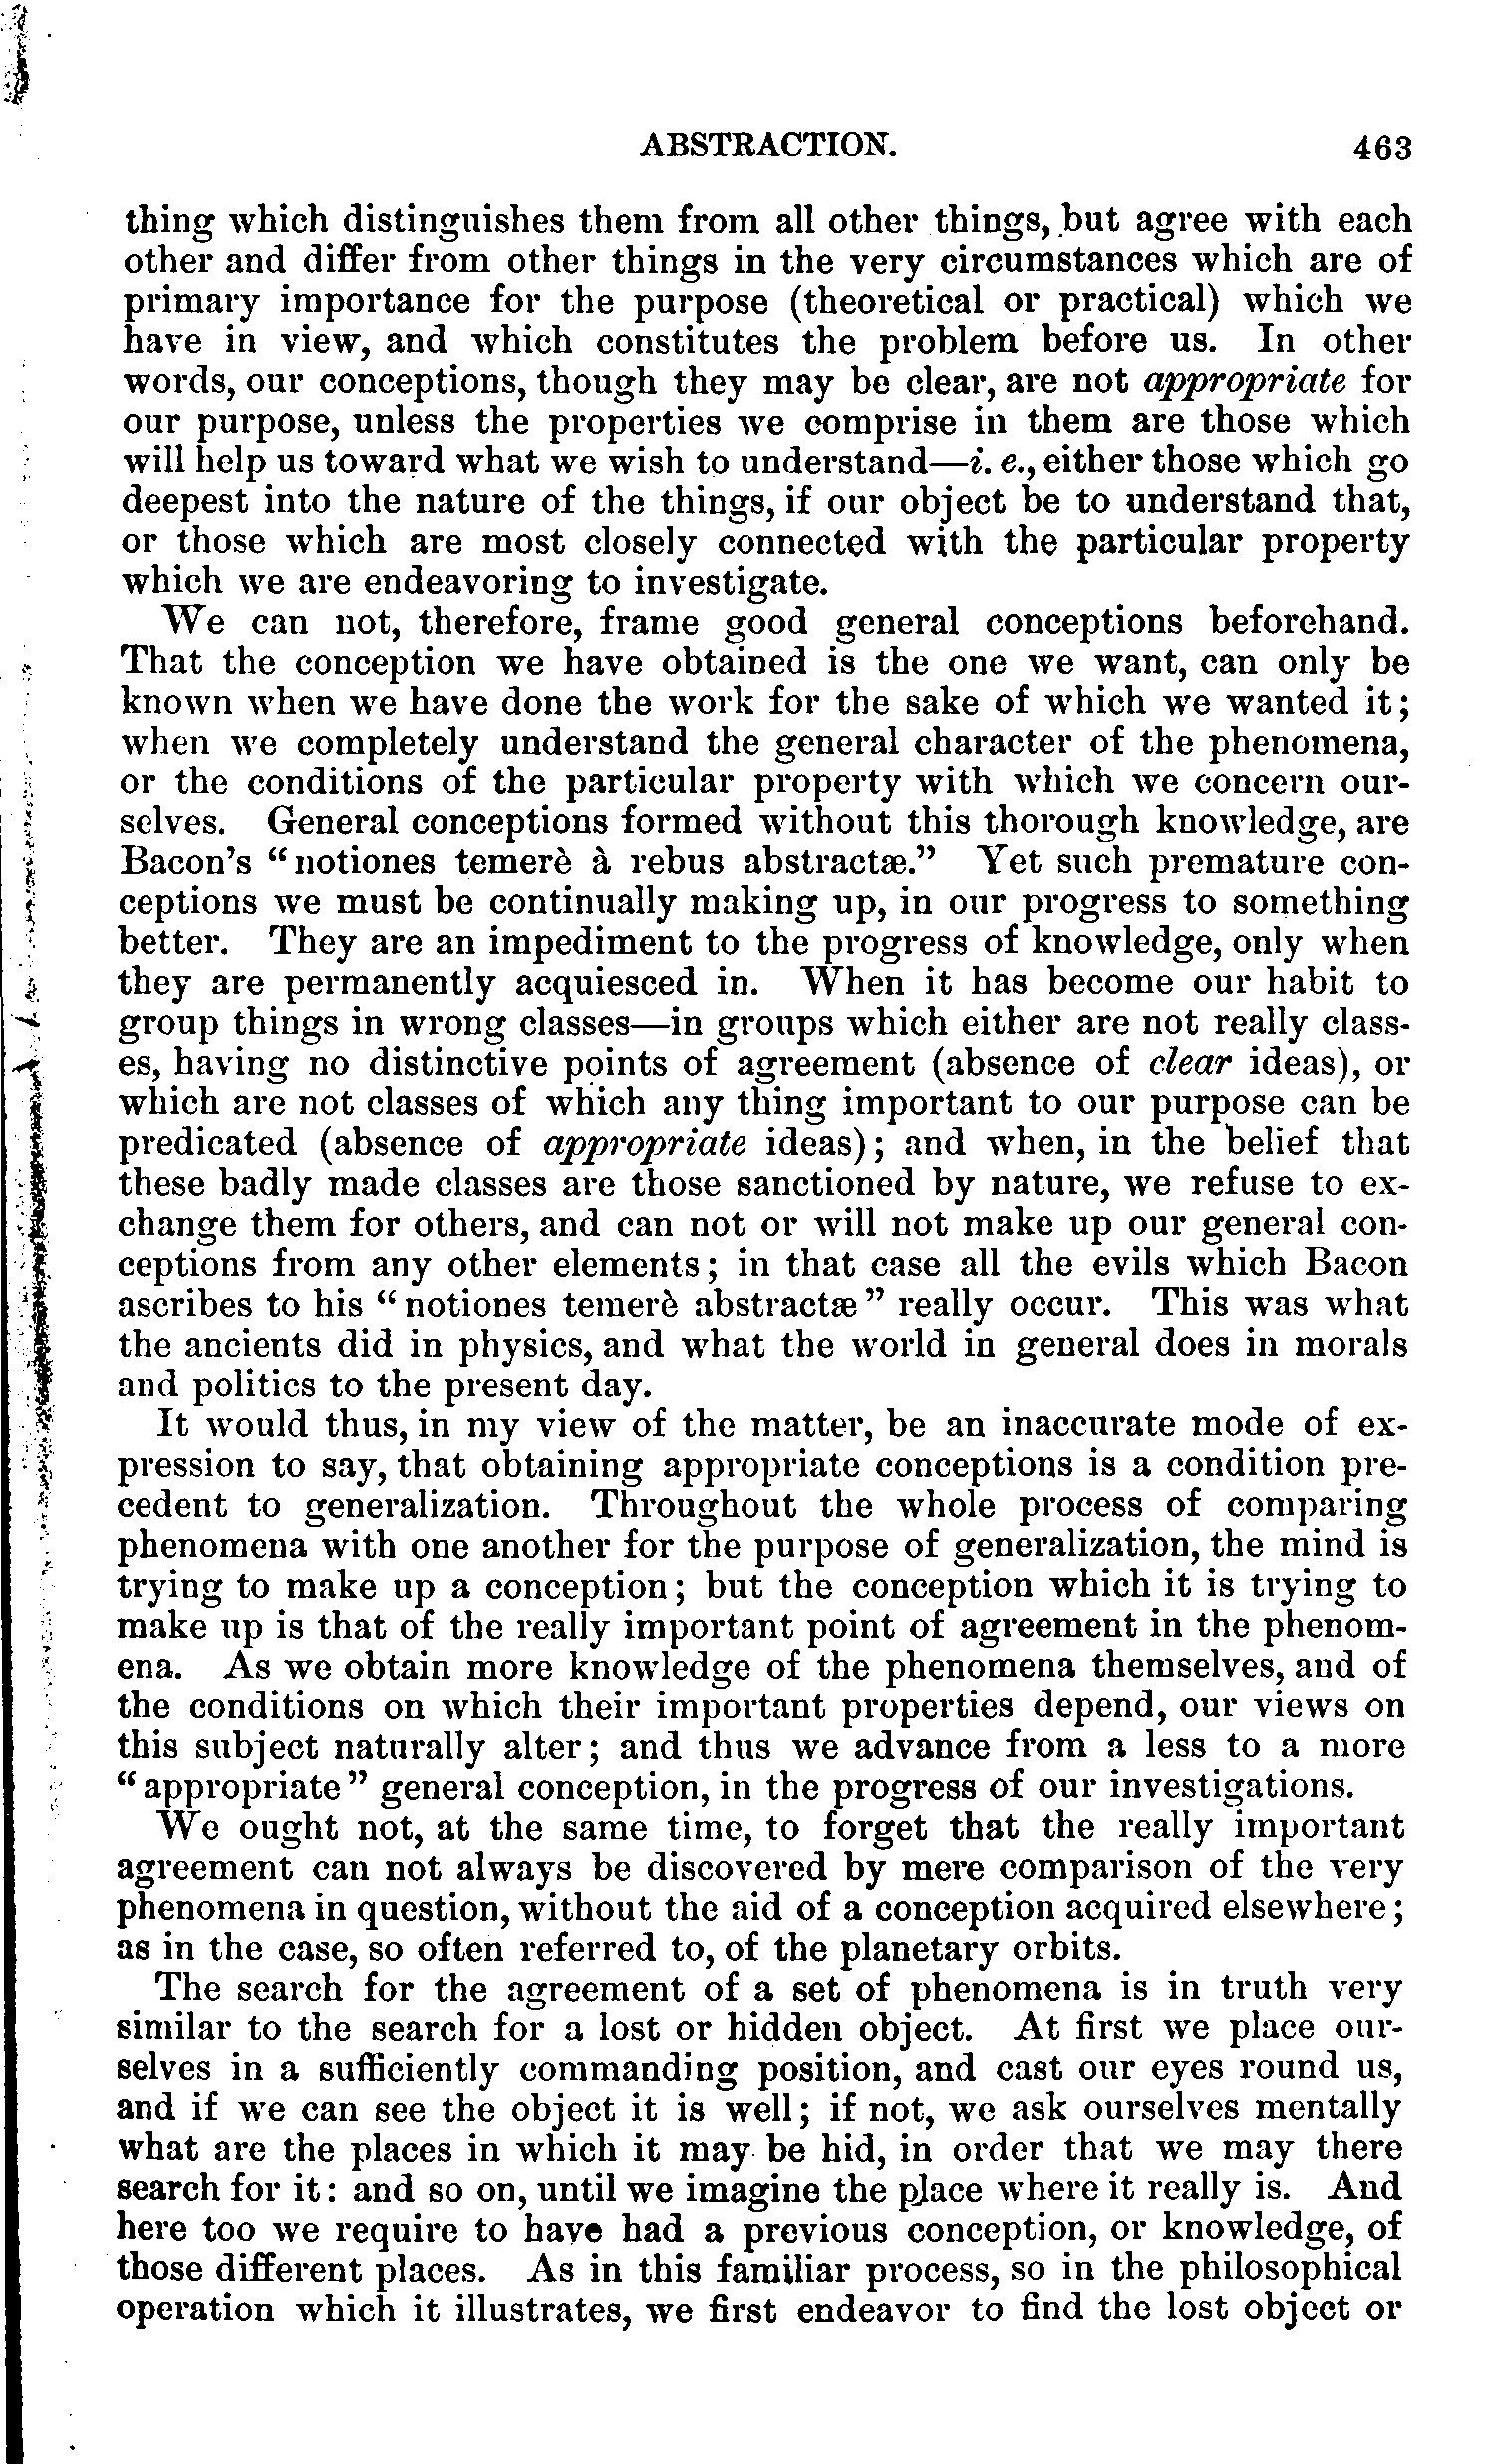 ABSTRACTION. 463
thing which distinguishes them from all other things, but agree with each
other and differ from other things in the very circumstances which are of
primary importance for the purpose (theoretical or practical) which we
have in view, and which constitutes the problem before us. In other
words, our conceptions, though they may be clear, are not appropriate for
our purpose, unless the properties we comprise in them are those which
will help us toward what we wish to understand—i. e., either those which go
deepest into the nature of the things, if our object be to understand that,
or those which are most closely connected with the particular property
which we are endeavoring to investigate.
We can not, therefore, frame good general conceptions beforehand.
That the conception we have obtained is the one we want, can only be
known when we have done the work for the sake of which we wanted it;
when we completely understand the general character of the phenomena,
or the conditions of the particular property with which we concern our-
selves. General conceptions formed without this thorough knowledge, are
Bacon's "notiones temerè à rebus abstractæ." Yet such premature con-
ceptions we must be continually making up, in our progress to something
better. They are an impediment to the progress of knowledge, only when
they are permanently acquiesced in. When it has become our habit to
group things in wrong classes—in groups which either are not really class-
es, having no distinctive points of agreement (absence of clear ideas), or
which are not classes of which any thing important to our purpose can be
predicated (absence of appropriate ideas); and when, in the belief that
these badly made classes are those sanctioned by nature, we refuse to ex-
change them for others, and can not or will not make up our general con-
ceptions from any other elements; in that case all the evils which Bacon
ascribes to his "notiones temerè abstractæ" really occur. This was what
the ancients did in physics, and what the world in general does in morals
and politics to the present day.
It would thus, in my view of the matter, be an inaccurate mode of ex-
pression to say, that obtaining appropriate conceptions is a condition pre-
cedent to generalization. Throughout the whole process of comparing
phenomena with one another for the purpose of generalization, the mind is
trying to make up a conception; but the conception which it is trying to
make up is that of the really important point of agreement in the phenom-
ena. As we obtain more knowledge of the phenomena themselves, and of
the conditions on which their important properties depend, our views on
this subject naturally alter; and thus we advance from a less to a more
"appropriate" general conception, in the progress of our investigations.
We ought not, at the same time, to forget that the really important
agreement can not always be discovered by mere comparison of the very
phenomena in question, without the aid of a conception acquired elsewhere;
as in the case, so often referred to, of the planetary orbits.
The search for the agreement of a set of phenomena is in truth very
similar to the search for a lost or hidden object. At first we place our-
selves in a sufficiently commanding position, and cast our eyes round us,
and if we can see the object it is well; if not, we ask ourselves mentally
what are the places in which it may be hid, in order that we may there
search for it: and so on, until we imagine the place where it really is. And
here too we require to have had a previous conception, or knowledge, of
those different places. As in this familiar process, so in the philosophical
operation which it illustrates, we first endeavor to find the lost object or